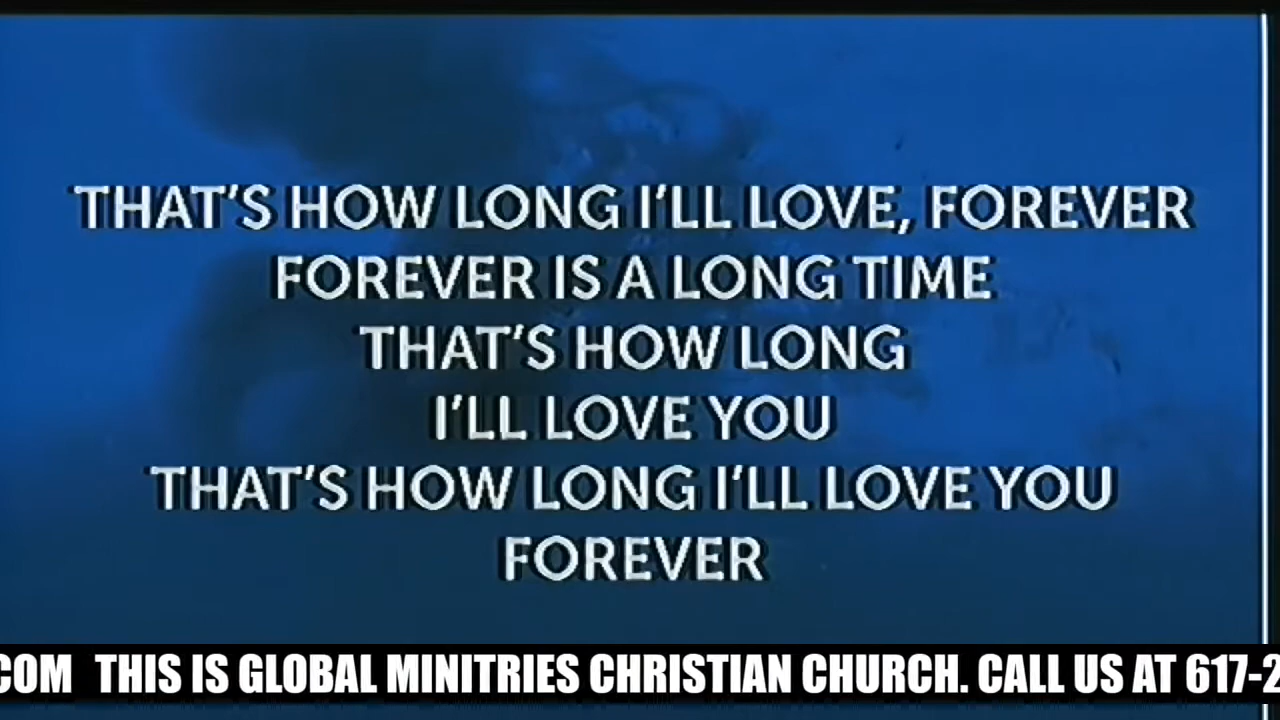 THAT'S HOW LONG I'LL LOVE, FOREVER
FOREVER IS A LONG TIME
THAT'S HOW LONG
I'LL LOVE YOU
THAT'S HOW LONG I'LL LOVE YOU
FOREVER
COM THIS IS GLOBAL MINITRIES CHRISTIAN CHURCH. CALL US AT 617-2